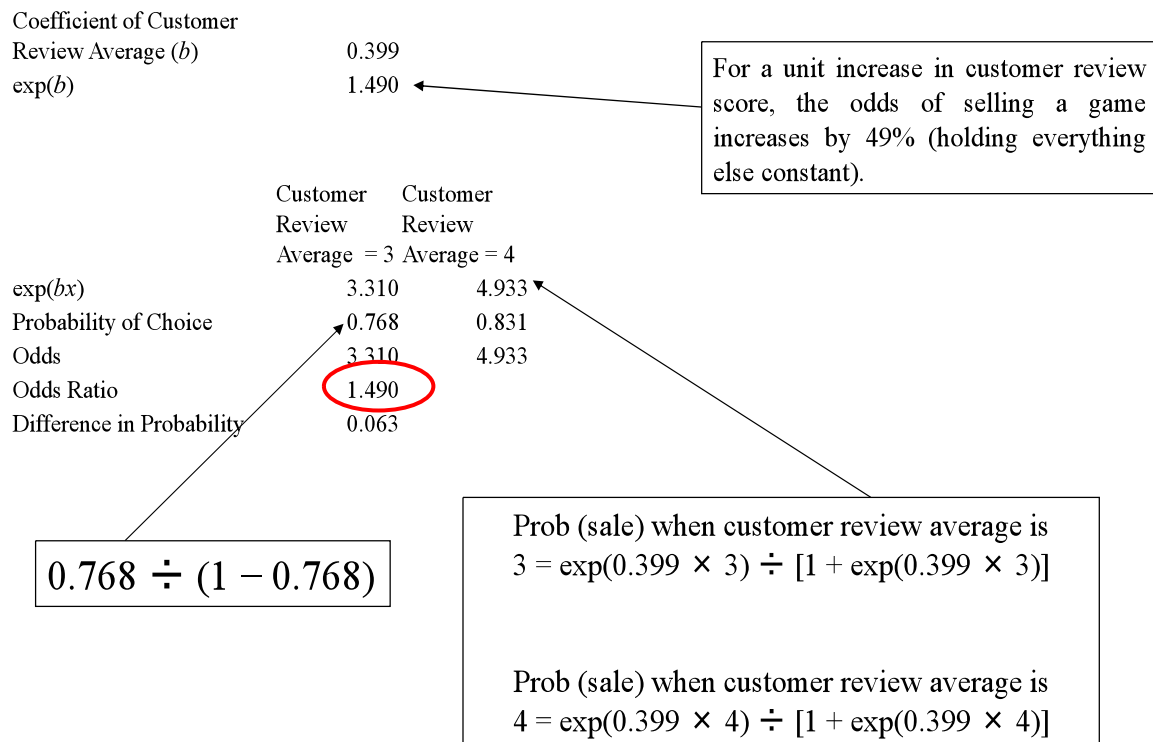 Coefficient of Customer
Review Average (b) 0.399
exp(b) 1.490
For a unit increase in customer review
score, the odds of selling a game
increases by 49% (holding everything
else constant).
Customer Customer
Review Review
Average = 3 Average = 4
exp(bx) 3.310 4.933
Probability of Choice 0.768 0.831
Odds 3.310 4.933
Odds Ratio 1.490
Difference in Probability 0.063
0.768 ÷ (1 − 0.768)
Prob (sale) when customer review average is
3 = exp(0.399 × 3) ÷ [1 + exp(0.399 × 3)]
Prob (sale) when customer review average is
4 = exp(0.399 × 4) ÷ [1 + exp(0.399 × 4)]